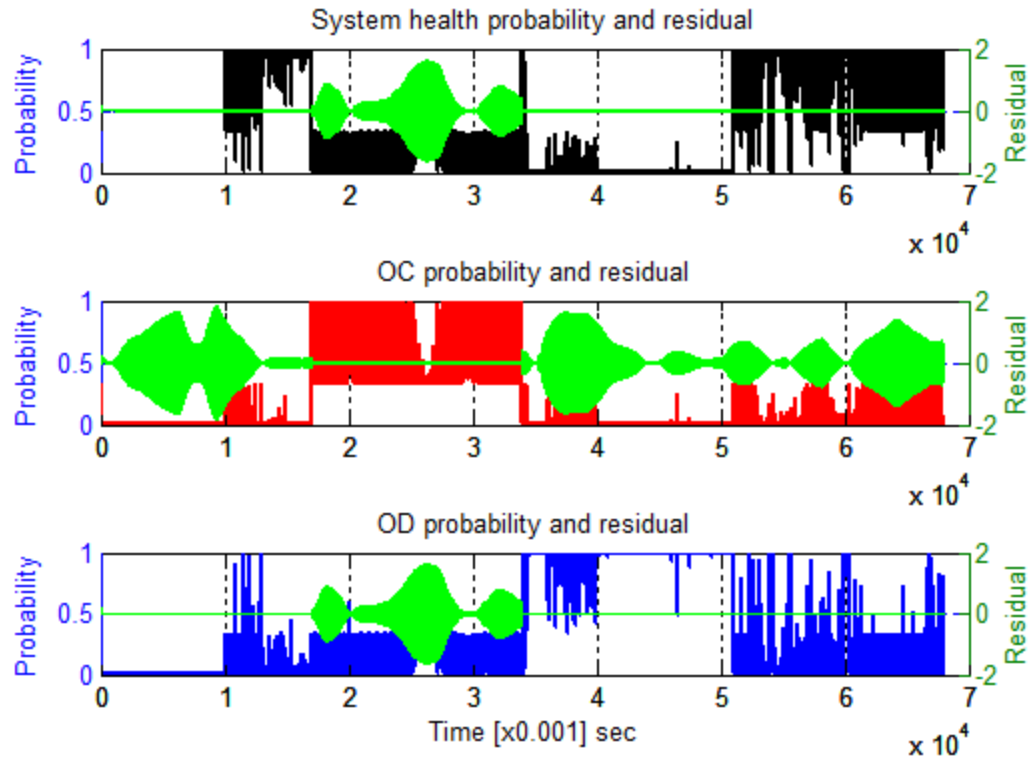 System health probability and residual
Probability
1
0.5
0
2
0
-2
Residual
0 1 2 3 4 5 6 7
x 10^4
OC probability and residual
Probability
1
0.5
0
2
0
-2
Residual
0 1 2 3 4 5 6 7
x 10^4
OD probability and residual
Probability
1
0.5
0
2
0
-2
Residual
0 1 2 3 4 5 6 7
Time [x0.001] sec
x 10^4